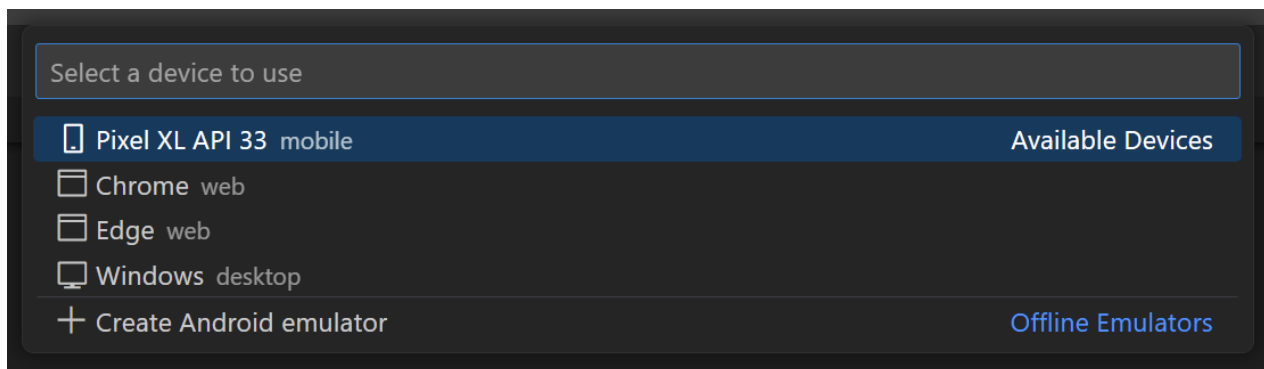 Select a device to use
Pixel XL API 33 mobile Available Devices
Chrome web
Edge web
Windows desktop
Create Android emulator Offline Emulators